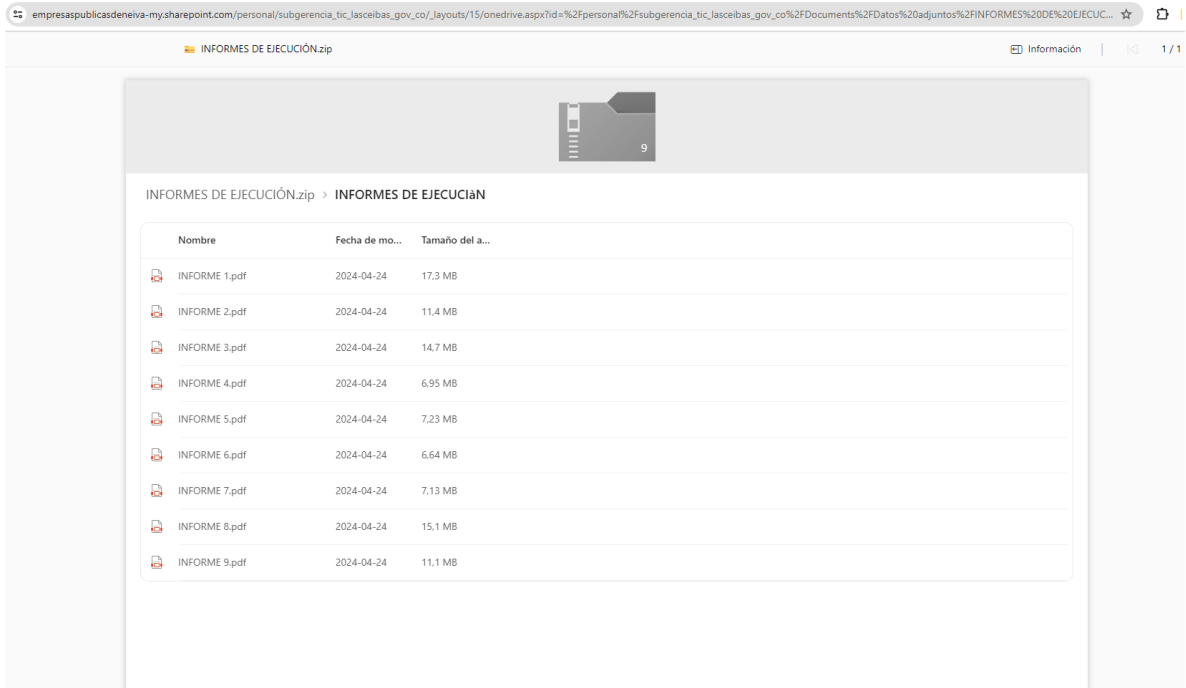 empresaspublicasdeneiva-my.sharepoint.com/personal/subgerencia_tic_lasceibas_gov_co/_layouts/15/onedrive.aspx?id=%2Fpersonal%2Fsubgerencia_tic_lasceibas_gov_co%2FDocuments%2FDatos%20adjuntos%2FINFORMES%20DE%20EJECUC...
INFORMES DE EJECUCIÓN.zip Información 1 / 1
9
INFORMES DE EJECUCIÓN.zip > INFORMES DE EJECUCIàN
Nombre Fecha de mo... Tamaño del a...
INFORME 1.pdf 2024-04-24 17,3 MB
INFORME 2.pdf 2024-04-24 11,4 MB
INFORME 3.pdf 2024-04-24 14,7 MB
INFORME 4.pdf 2024-04-24 6,95 MB
INFORME 5.pdf 2024-04-24 7,23 MB
INFORME 6.pdf 2024-04-24 6,64 MB
INFORME 7.pdf 2024-04-24 7,13 MB
INFORME 8.pdf 2024-04-24 15,1 MB
INFORME 9.pdf 2024-04-24 11,1 MB